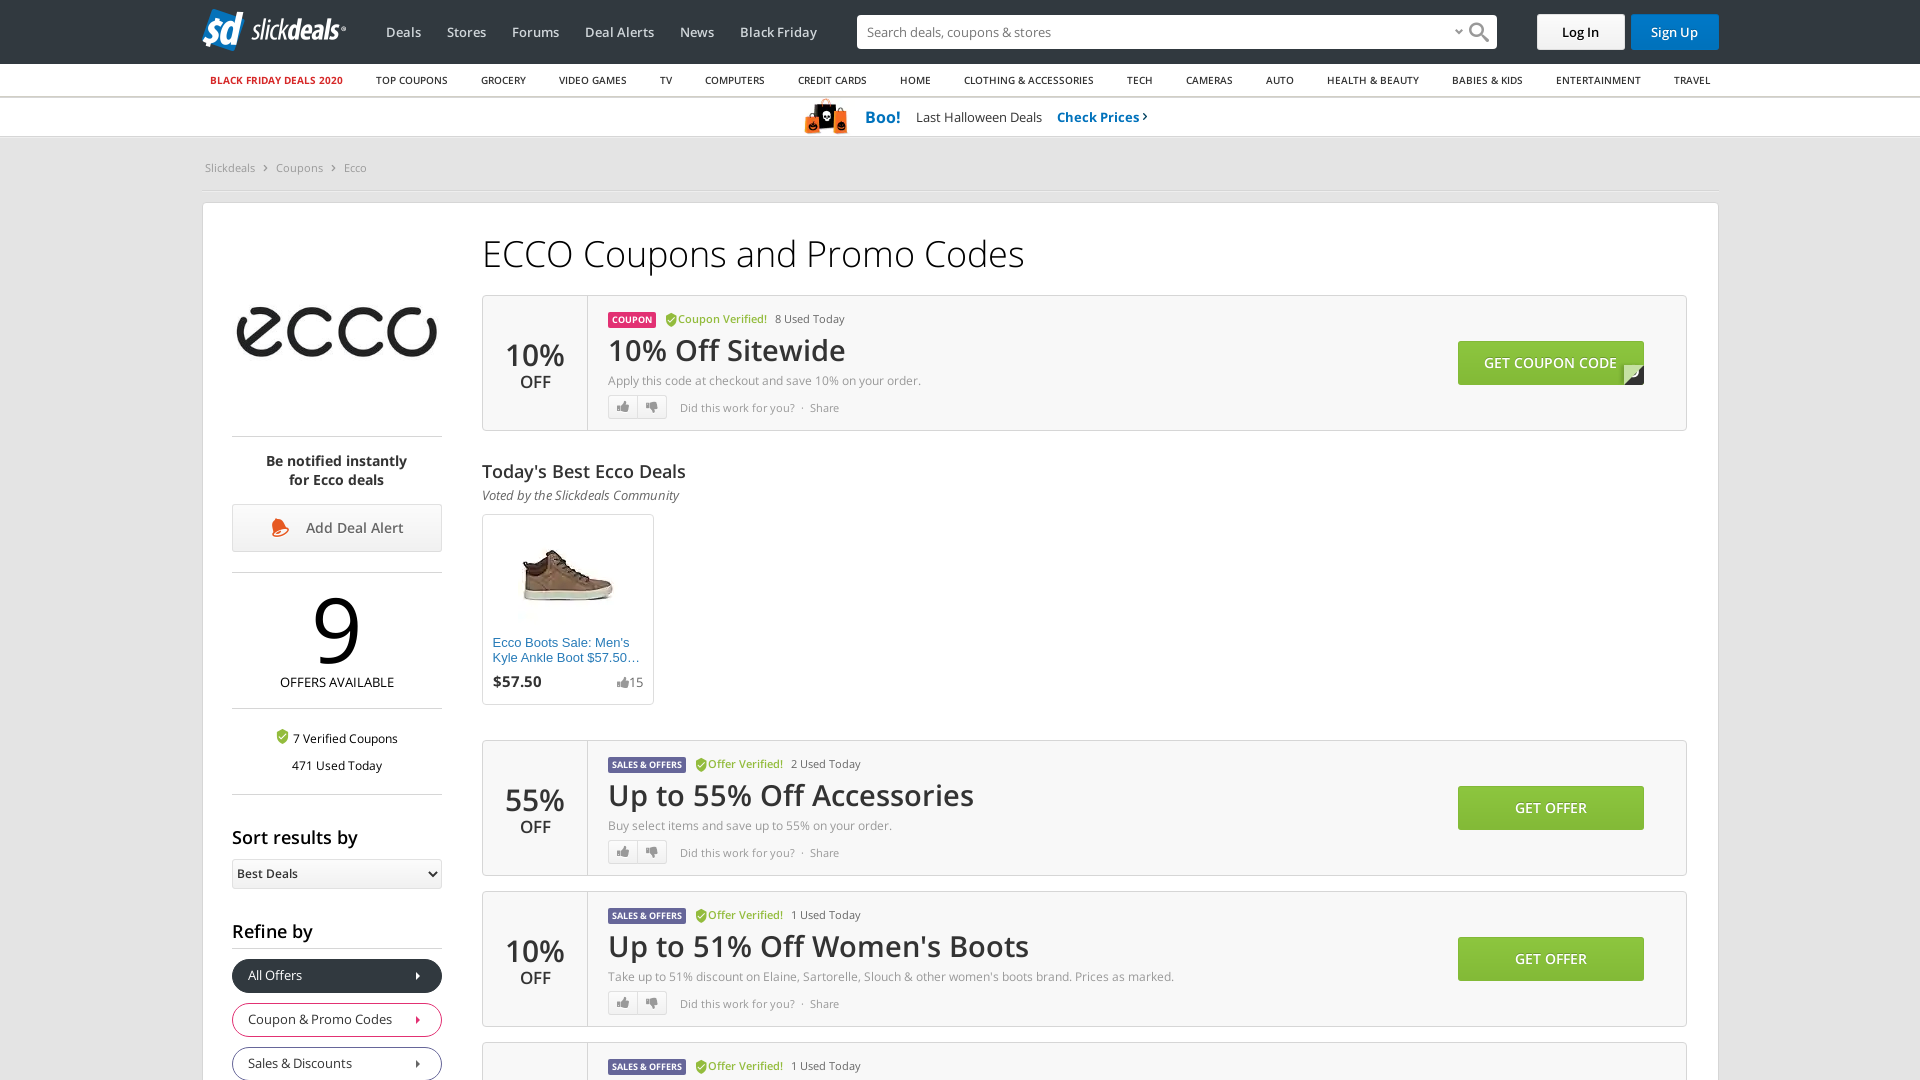 sd slickdeals
Deals
Stores
Forums
Deal Alerts
News
Black Friday
Search deals, coupons & stores
Log In
Sign Up
BLACK FRIDAY DEALS 2020
TOP COUPONS
GROCERY
VIDEO GAMES
TV
COMPUTERS
CREDIT CARDS
HOME
CLOTHING & ACCESSORIES
TECH
CAMERAS
AUTO
HEALTH & BEAUTY
BABIES & KIDS
ENTERTAINMENT
TRAVEL
Boo! Last Halloween Deals Check Prices
Slickdeals > Coupons > Ecco
ecco
Be notified instantly
for Ecco deals
Add Deal Alert
9
OFFERS AVAILABLE
7 Verified Coupons
471 Used Today
Sort results by
Best Deals
Refine by
All Offers
Coupon & Promo Codes
Sales & Discounts
ECCO Coupons and Promo Codes
10%
OFF
COUPON Coupon Verified! 8 Used Today
10% Off Sitewide
Apply this code at checkout and save 10% on your order.
Did this work for you? · Share
GET COUPON CODE
Today's Best Ecco Deals
Voted by the Slickdeals Community
Ecco Boots Sale: Men's
Kyle Ankle Boot $57.50…
$57.50 15
55%
OFF
SALES & OFFERS Offer Verified! 2 Used Today
Up to 55% Off Accessories
Buy select items and save up to 55% on your order.
Did this work for you? · Share
GET OFFER
10%
OFF
SALES & OFFERS Offer Verified! 1 Used Today
Up to 51% Off Women's Boots
Take up to 51% discount on Elaine, Sartorelle, Slouch & other women's boots brand. Prices as marked.
Did this work for you? · Share
GET OFFER
SALES & OFFERS Offer Verified! 1 Used Today